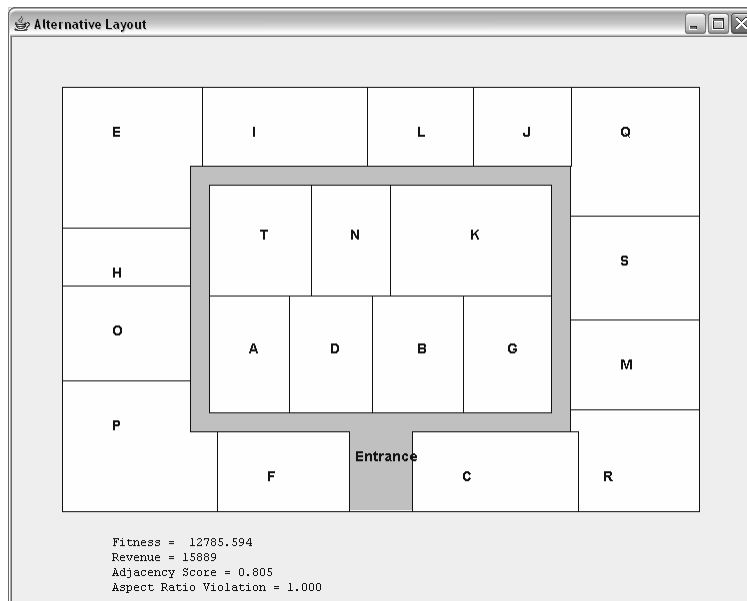 Alternative Layout
E I L J Q
T N K
S
H
O
A D B G
M
P
Entrance
F C R
Fitness = 12785.594
Revenue = 15889
Adjacency Score = 0.805
Aspect Ratio Violation = 1.000